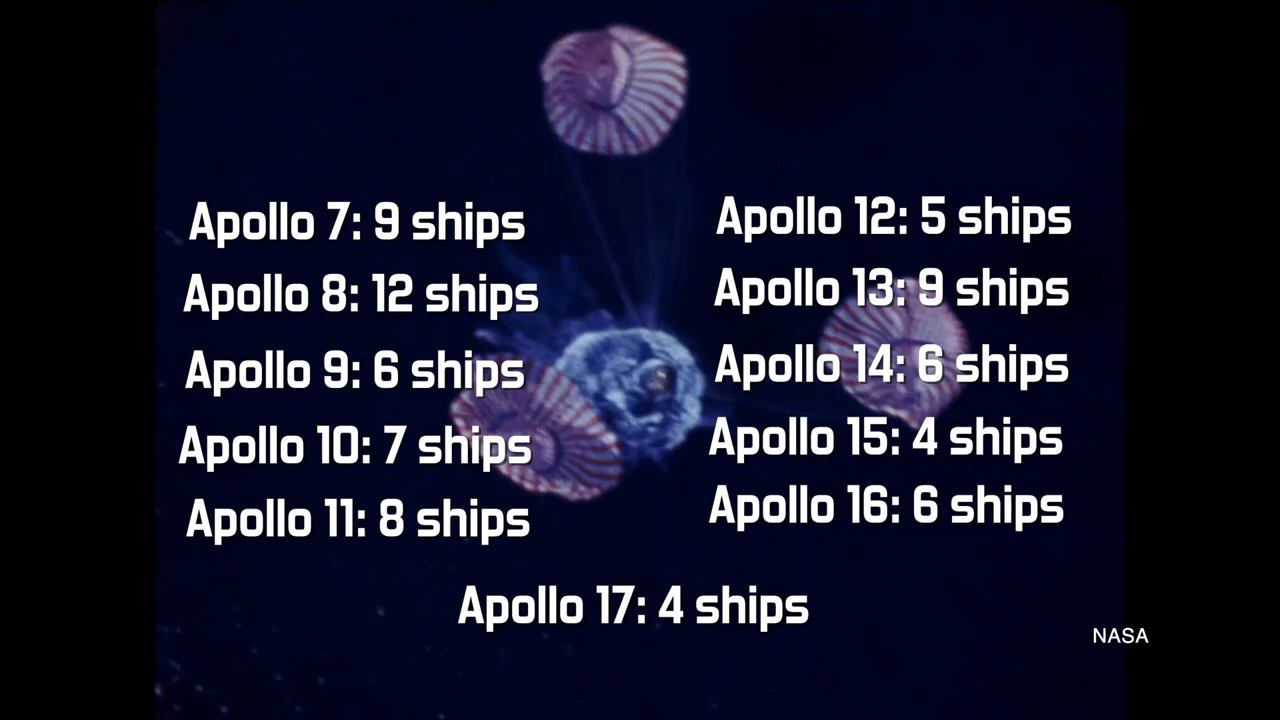 Apollo 7: 9 ships
Apollo 8: 12 ships
Apollo 9: 6 ships
Apollo 10: 7 ships
Apollo 11: 8 ships
Apollo 12: 5 ships
Apollo 13: 9 ships
Apollo 14: 6 ships
Apollo 15: 4 ships
Apollo 16: 6 ships
Apollo 17: 4 ships
NASA